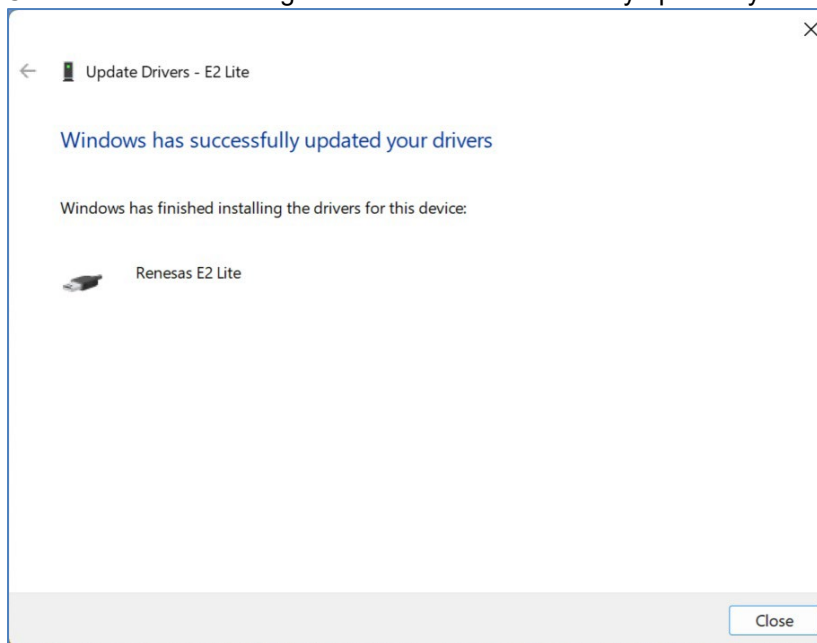 Update Drivers - E2 Lite
Windows has successfully updated your drivers
Windows has finished installing the drivers for this device:
Renesas E2 Lite
Close